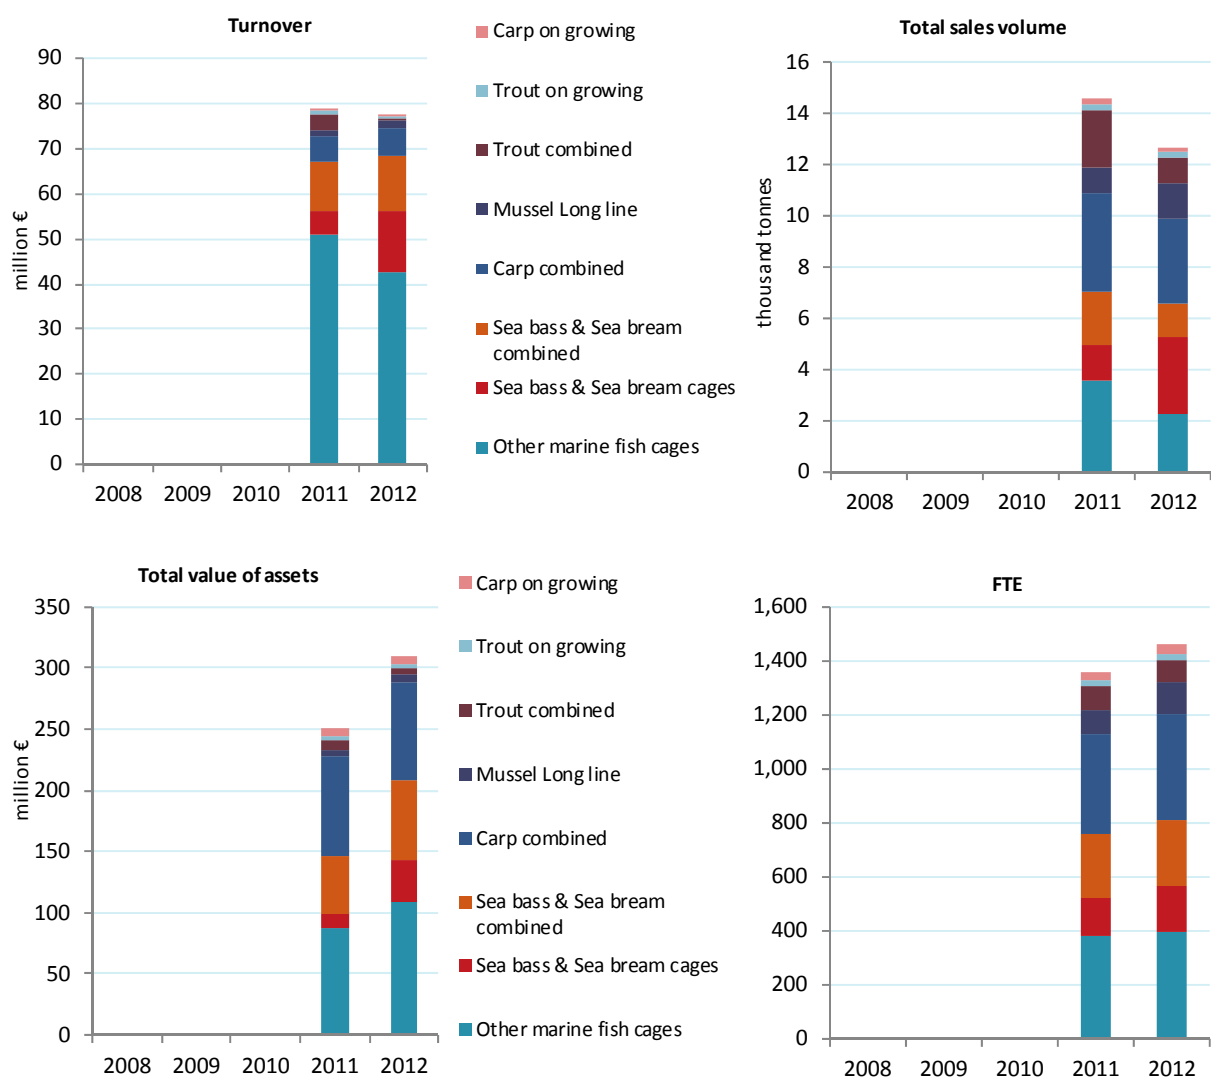 Turnover
million €
90
80
70
60
50
40
30
20
10
0
2008 2009 2010 2011 2012
Carp on growing
Trout on growing
Trout combined
Mussel Long line
Carp combined
Sea bass & Sea bream
combined
Sea bass & Sea bream cages
Other marine fish cages
Total sales volume
thousand tonnes
16
14
12
10
8
6
4
2
0
2008 2009 2010 2011 2012
Total value of assets
million €
350
300
250
200
150
100
50
0
2008 2009 2010 2011 2012
Carp on growing
Trout on growing
Trout combined
Mussel Long line
Carp combined
Sea bass & Sea bream
combined
Sea bass & Sea bream cages
Other marine fish cages
FTE
1,600
1,400
1,200
1,000
800
600
400
200
0
2008 2009 2010 2011 2012